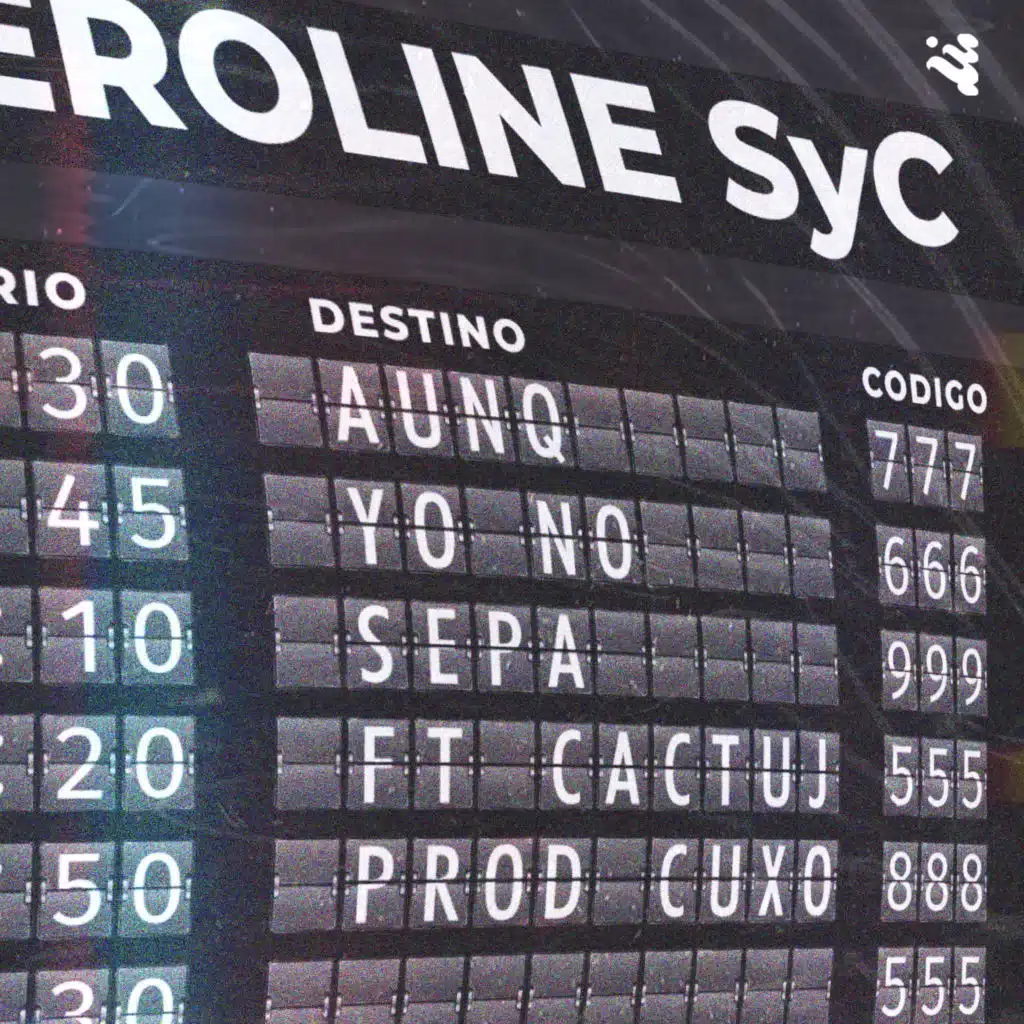 EROLINE SyC
RIO DESTINO CODIGO
30 AUNQ 777
45 YO NO 666
10 SEPA 999
20 FT CACTUJ 555
50 PROD CUXO 888
30 555